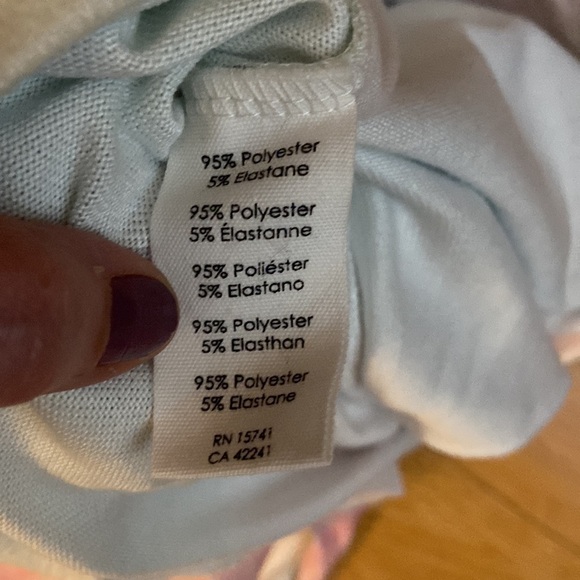 95% Polyester
5% Elastane
95% Polyester
5% Élastanne
95% Poliéster
5% Elastano
95% Polyester
5% Elasthan
95% Polyester
5% Elastane
RN 15741
CA 42241